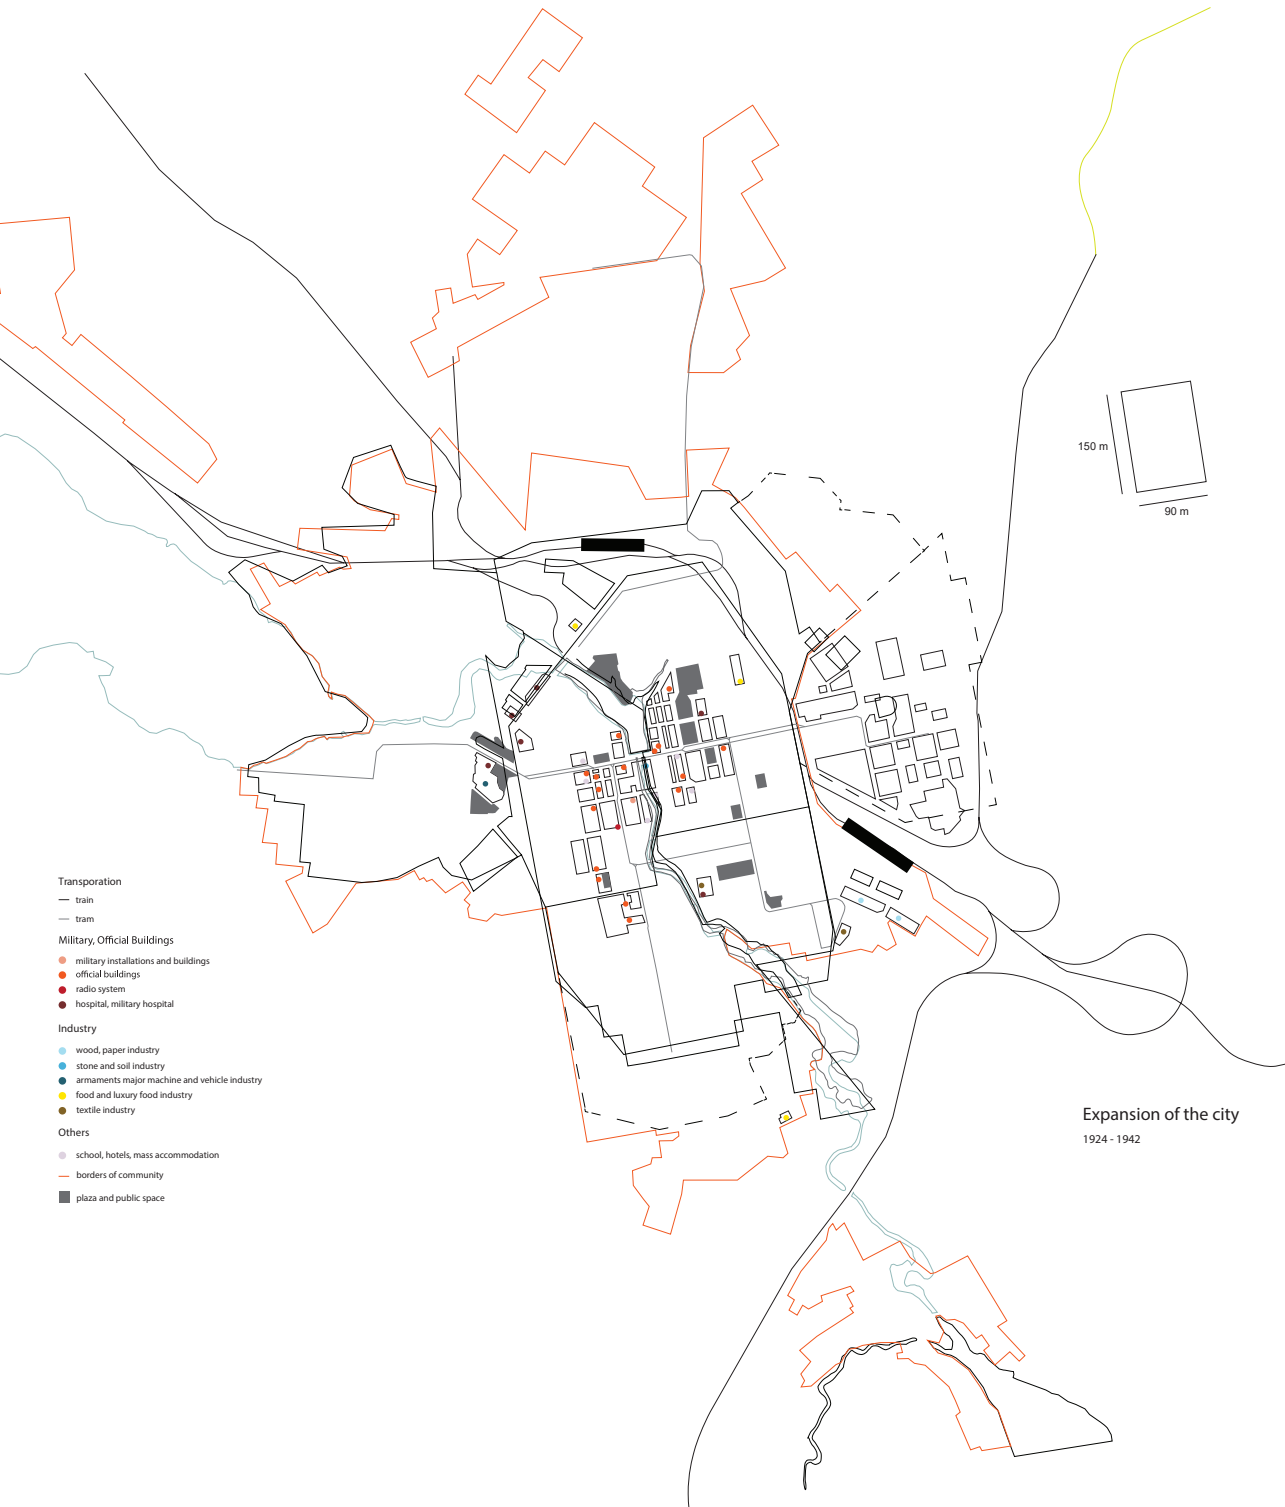 150 m
90 m
Transporation
train
tram
Military, Official Buildings
military installations and buildings
official buildings
radio system
hospital, military hospital
Industry
wood, paper industry
stone and soil industry
armaments major machine and vehicle industry
food and luxury food industry
textile industry
Others
school, hotels, mass accommodation
borders of community
plaza and public space
Expansion of the city
1924 - 1942